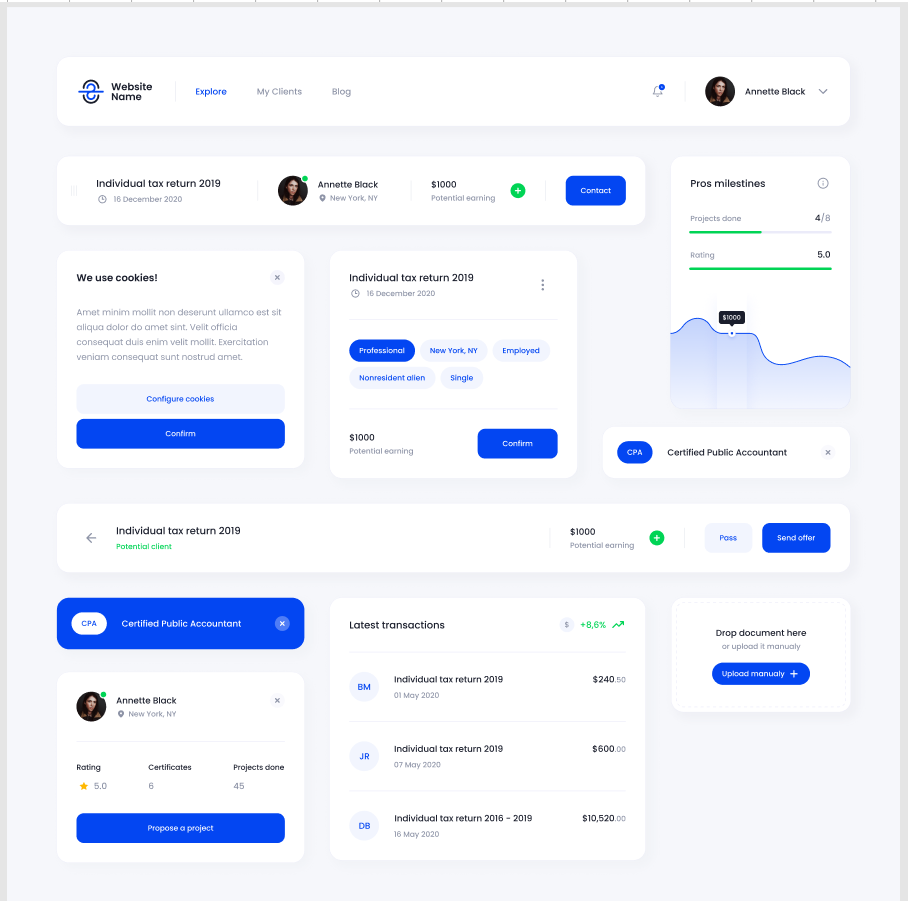 Website
Name
Explore
My Clients
Blog
Annette Black
Individual tax return 2019
16 December 2020
Annette Black
New York, NY
$1000
Potential earning
Contact
Pros milestines
Projects done
4/8
Rating
5.0
$1000
We use cookies!
Amet minim mollit non deserunt ullamco est sit
aliqua dolor do amet sint. Velit officia
consequat duis enim velit mollit. Exercitation
veniam consequat sunt nostrud amet.
Configure cookies
Confirm
Individual tax return 2019
16 December 2020
Professional
New York, NY
Employed
Nonresident alien
Single
$1000
Potential earning
Confirm
CPA
Certified Public Accountant
Individual tax return 2019
Potential client
$1000
Potential earning
Pass
Send offer
CPA
Certified Public Accountant
Annette Black
New York, NY
Rating
Certificates
Projects done
5.0
6
45
Propose a project
Latest transactions
$
+8,6%
BM
Individual tax return 2019
01 May 2020
$240.50
JR
Individual tax return 2019
07 May 2020
$600.00
DB
Individual tax return 2016 - 2019
16 May 2020
$10,520.00
Drop document here
or upload it manualy
Upload manualy